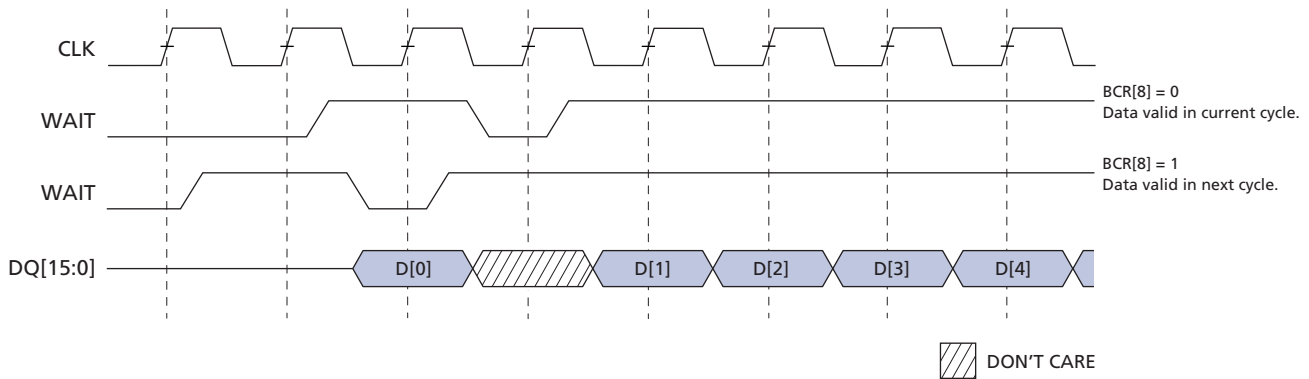 CLK
WAIT
BCR[8] = 0
Data valid in current cycle.
WAIT
BCR[8] = 1
Data valid in next cycle.
DQ[15:0]
D[0]
D[1]
D[2]
D[3]
D[4]
DON'T CARE